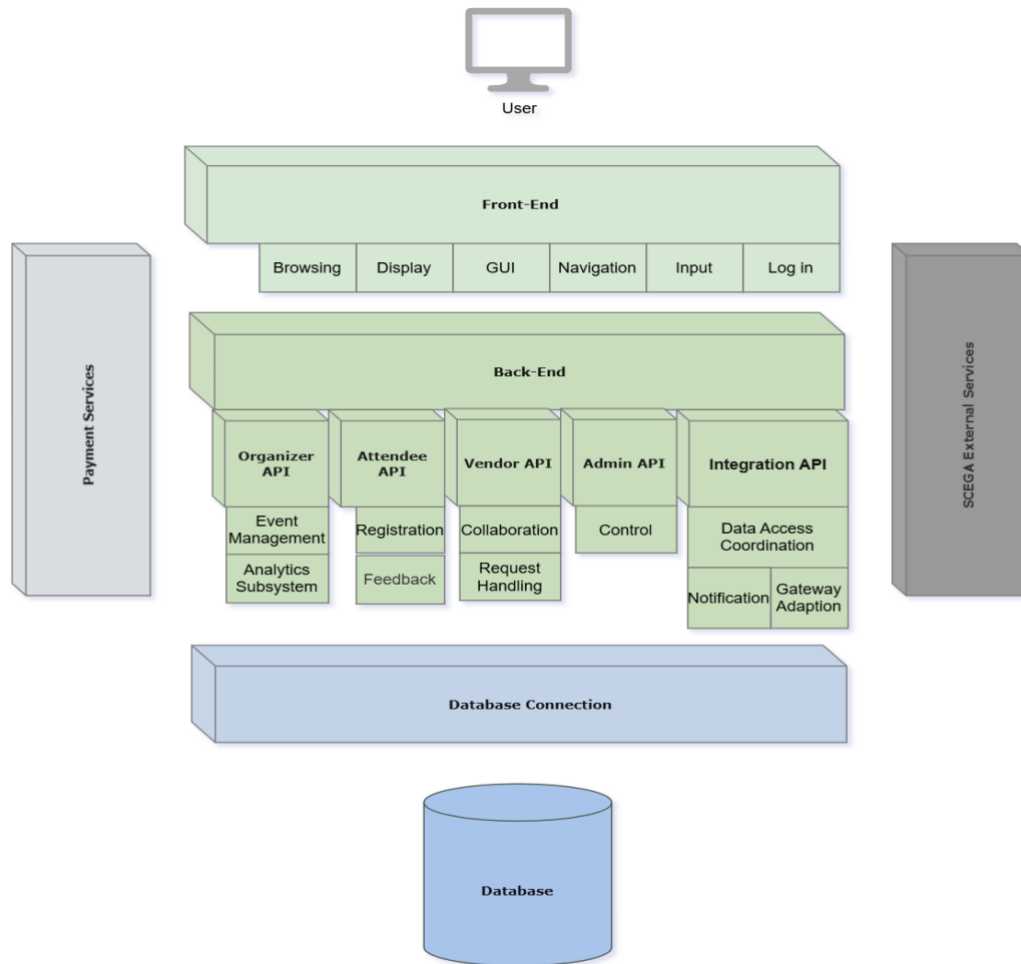 User
Front-End
Browsing
Display
GUI
Navigation
Input
Log in
Payment Services
SCEGA External Services
Back-End
Organizer
API
Attendee
API
Vendor API
Admin API
Integration API
Event
Management
Registration
Collaboration
Control
Data Access
Coordination
Analytics
Subsystem
Feedback
Request
Handling
Notification
Gateway
Adaption
Database Connection
Database